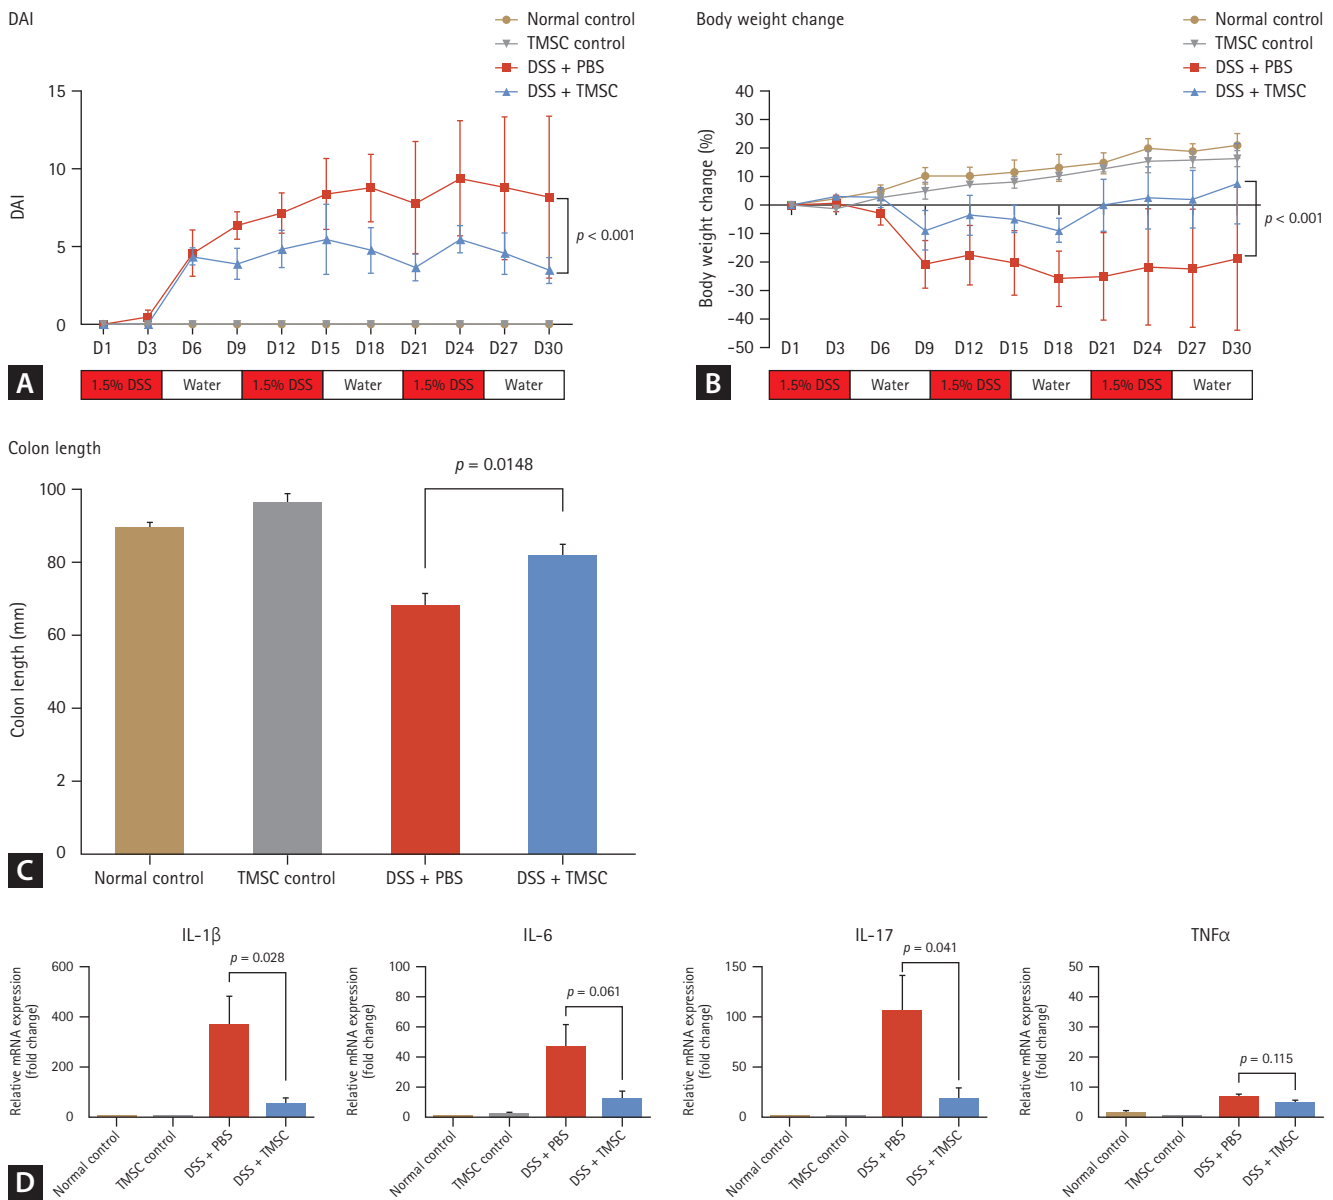 DAI
Normal control
TMSC control
DSS + PBS
DSS + TMSC
15
10
5
0
DAI
p < 0.001
D1 D3 D6 D9 D12 D15 D18 D21 D24 D27 D30
1.5% DSS Water 1.5% DSS Water 1.5% DSS Water
A
Body weight change
Normal control
TMSC control
DSS + PBS
DSS + TMSC
40
30
20
10
0
-10
-20
-30
-40
-50
Body weight change (%)
p < 0.001
D1 D3 D6 D9 D12 D15 D18 D21 D24 D27 D30
1.5% DSS Water 1.5% DSS Water 1.5% DSS Water
B
Colon length
p = 0.0148
100
80
60
40
2
0
Colon length (mm)
Normal control TMSC control DSS + PBS DSS + TMSC
C
IL-1β
p = 0.028
600
400
200
0
Relative mRNA expression
(fold change)
Normal control
TMSC control
DSS + PBS
DSS + TMSC
IL-6
p = 0.061
100
80
60
40
20
0
Relative mRNA expression
(fold change)
Normal control
TMSC control
DSS + PBS
DSS + TMSC
IL-17
p = 0.041
150
100
50
0
Relative mRNA expression
(fold change)
Normal control
TMSC control
DSS + PBS
DSS + TMSC
TNFα
p = 0.115
50
40
30
20
10
0
Relative mRNA expression
(fold change)
Normal control
TMSC control
DSS + PBS
DSS + TMSC
D